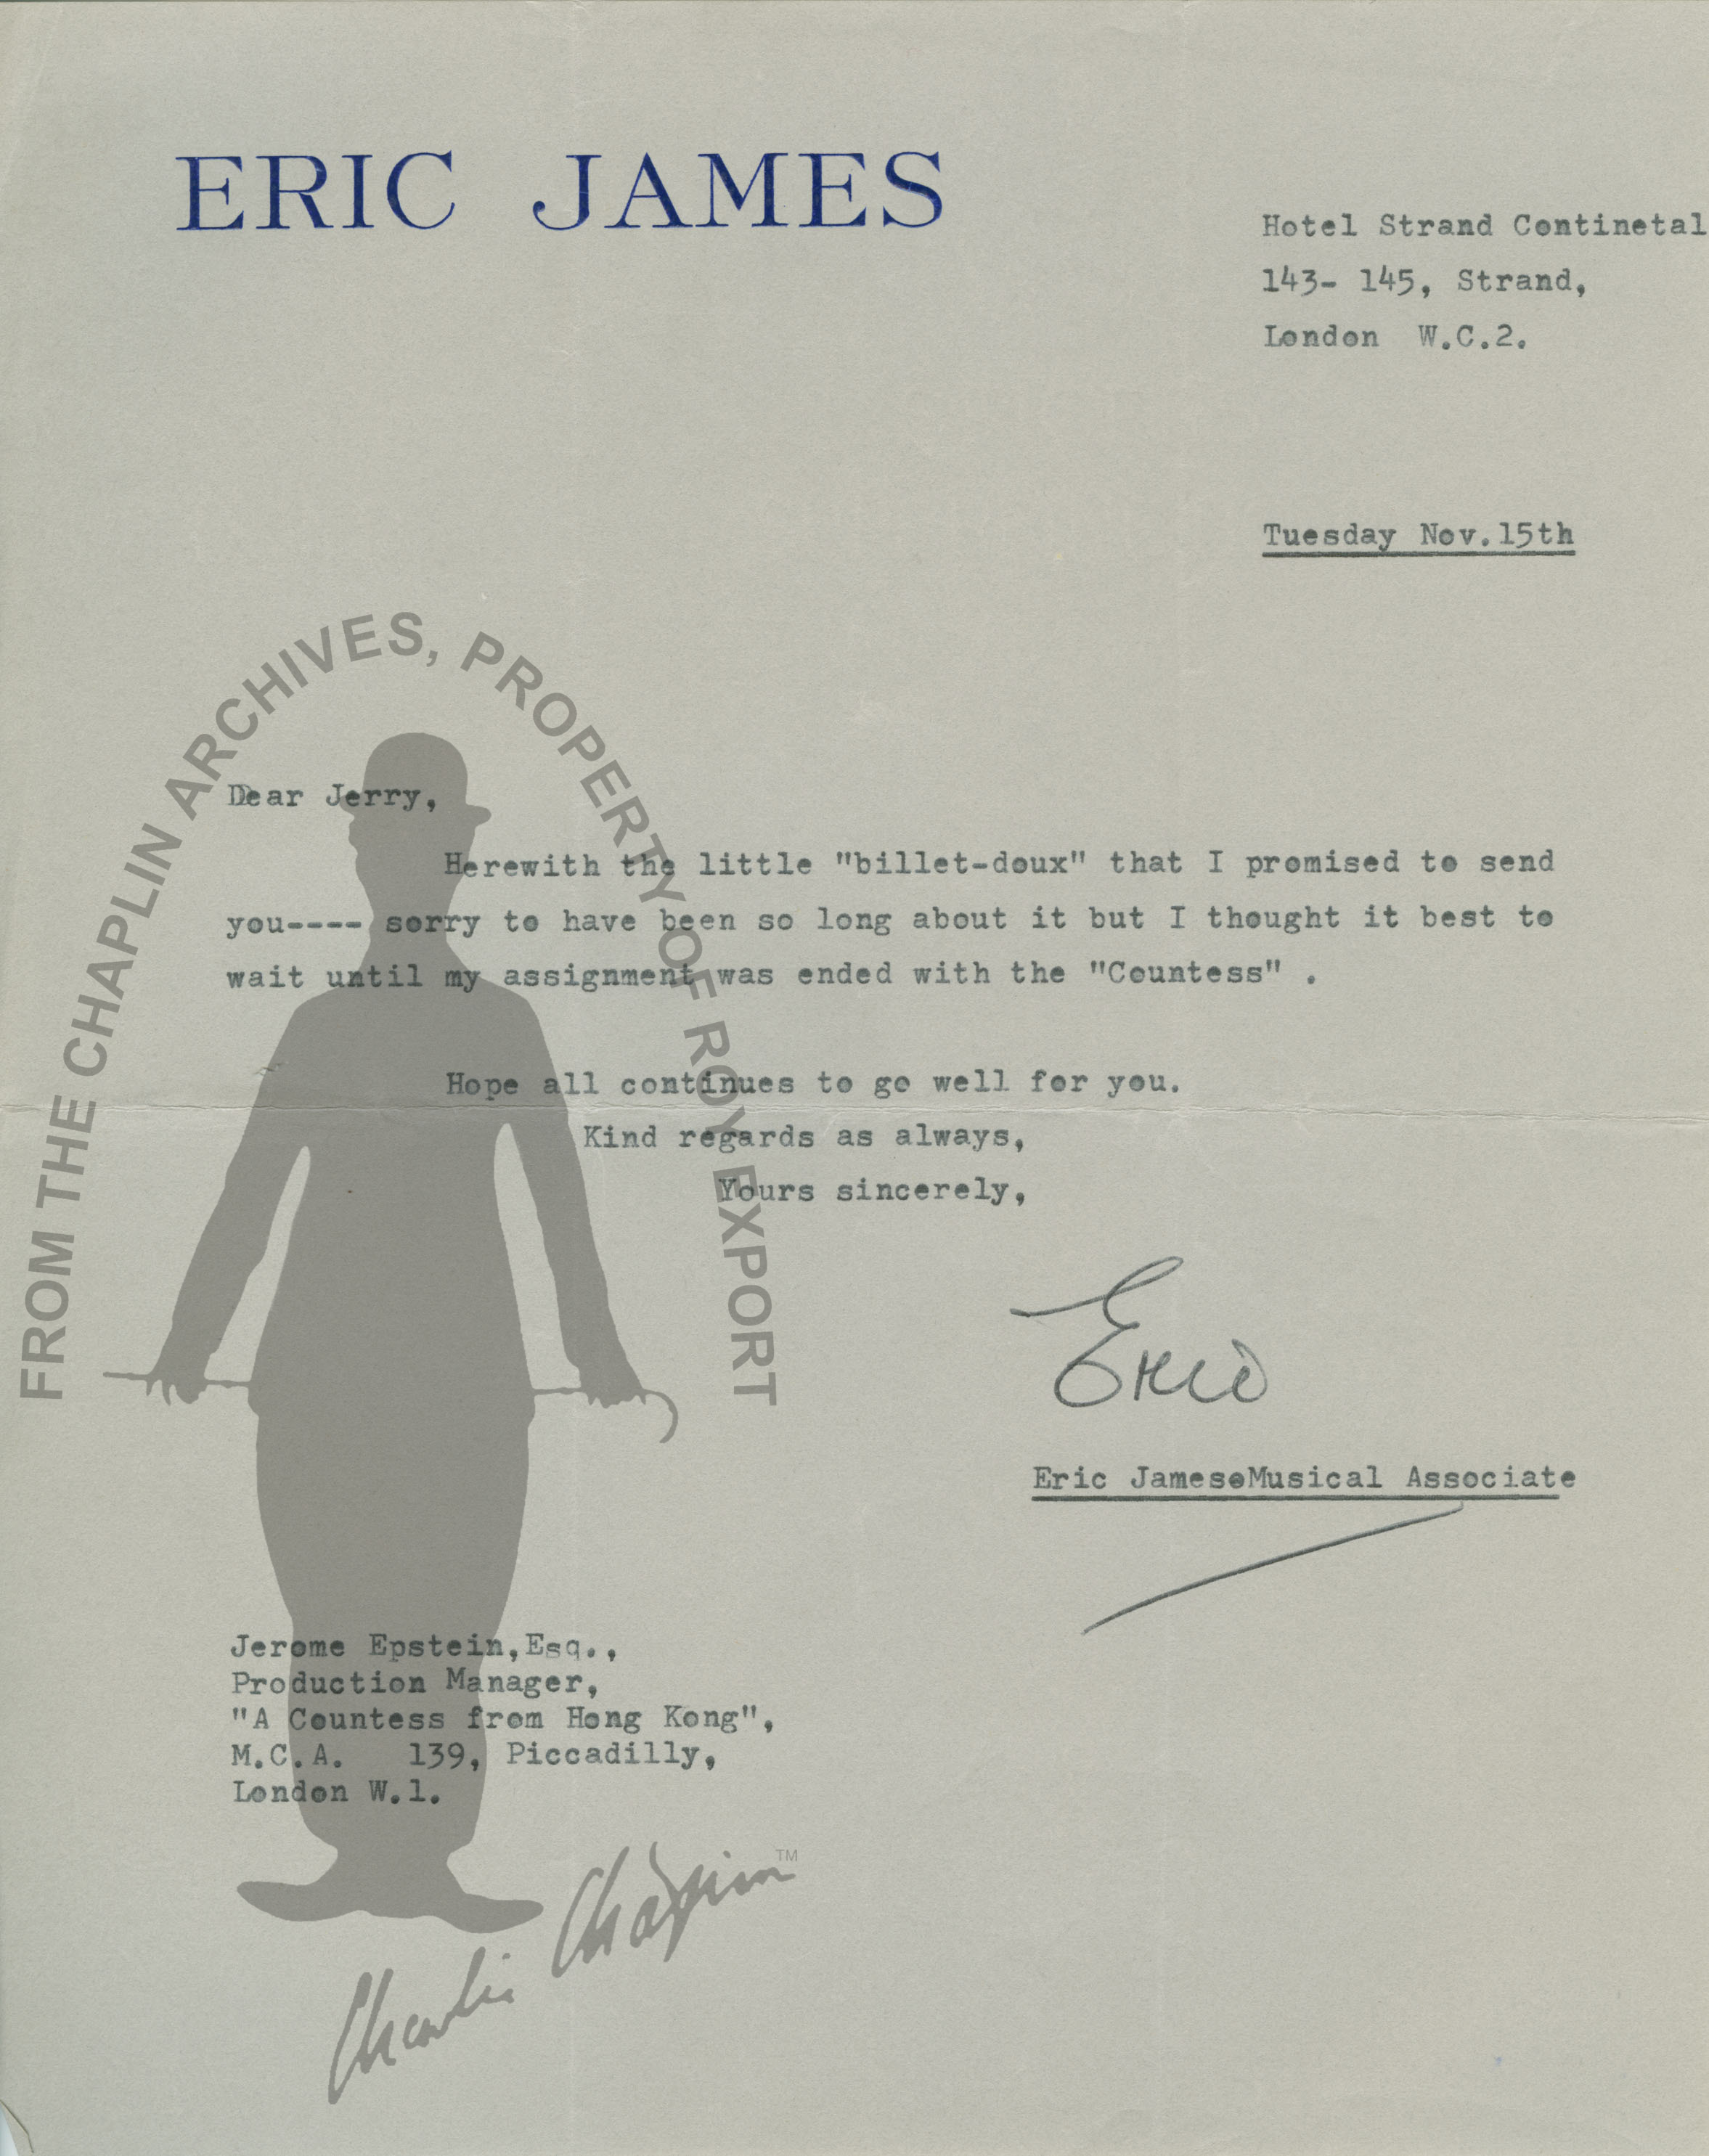 ERIC JAMES
Hotel Strand Continetal
143- 145, Strand,
London W.C.2.
Tuesday Nov.15th
Dear Jerry,
Herewith the little "billet-doux" that I promised to send
you---- sorry to have been so long about it but I thought it best to
wait until my assignment was ended with the "Countess" .
Hope all continues to go well for you.
Kind regards as always,
Yours sincerely,
Eric
Eric James Musical Associate
Jerome Epstein,Esq.,
Production Manager,
"A Countess from Hong Kong",
M.C.A. 139, Piccadilly,
London W.1.
FROM THE CHAPLIN ARCHIVES, PROPERTY OF ROY EXPORT
Charlie Chaplin TM